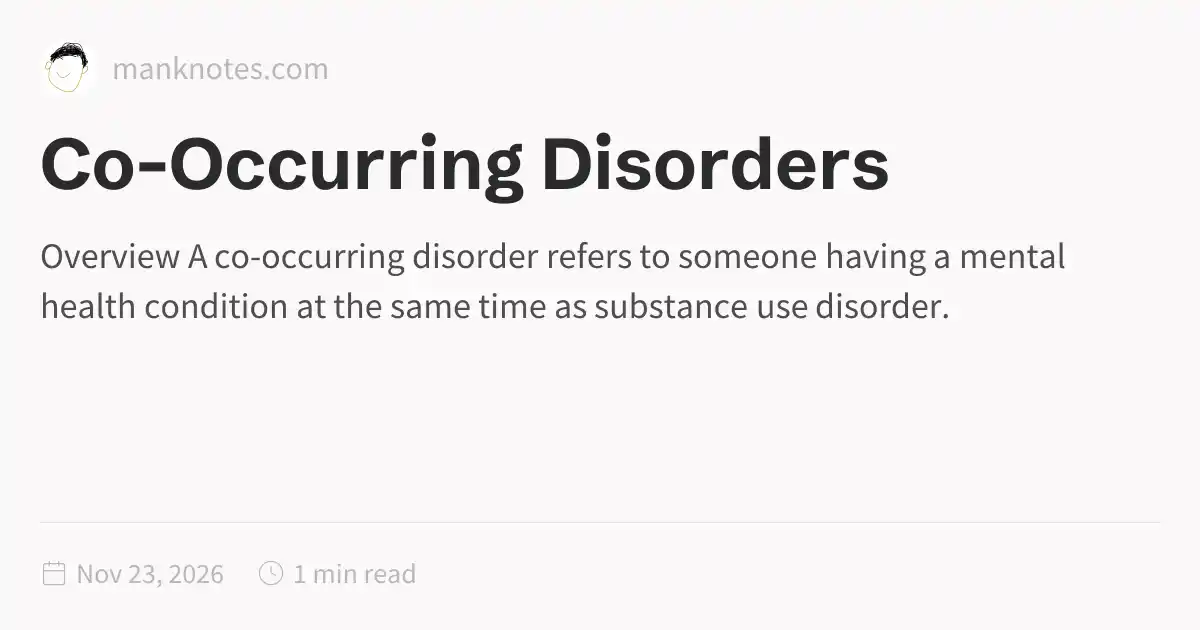 manknotes.com
Co-Occurring Disorders
Overview A co-occurring disorder refers to someone having a mental
health condition at the same time as substance use disorder.
Nov 23, 2026 1 min read